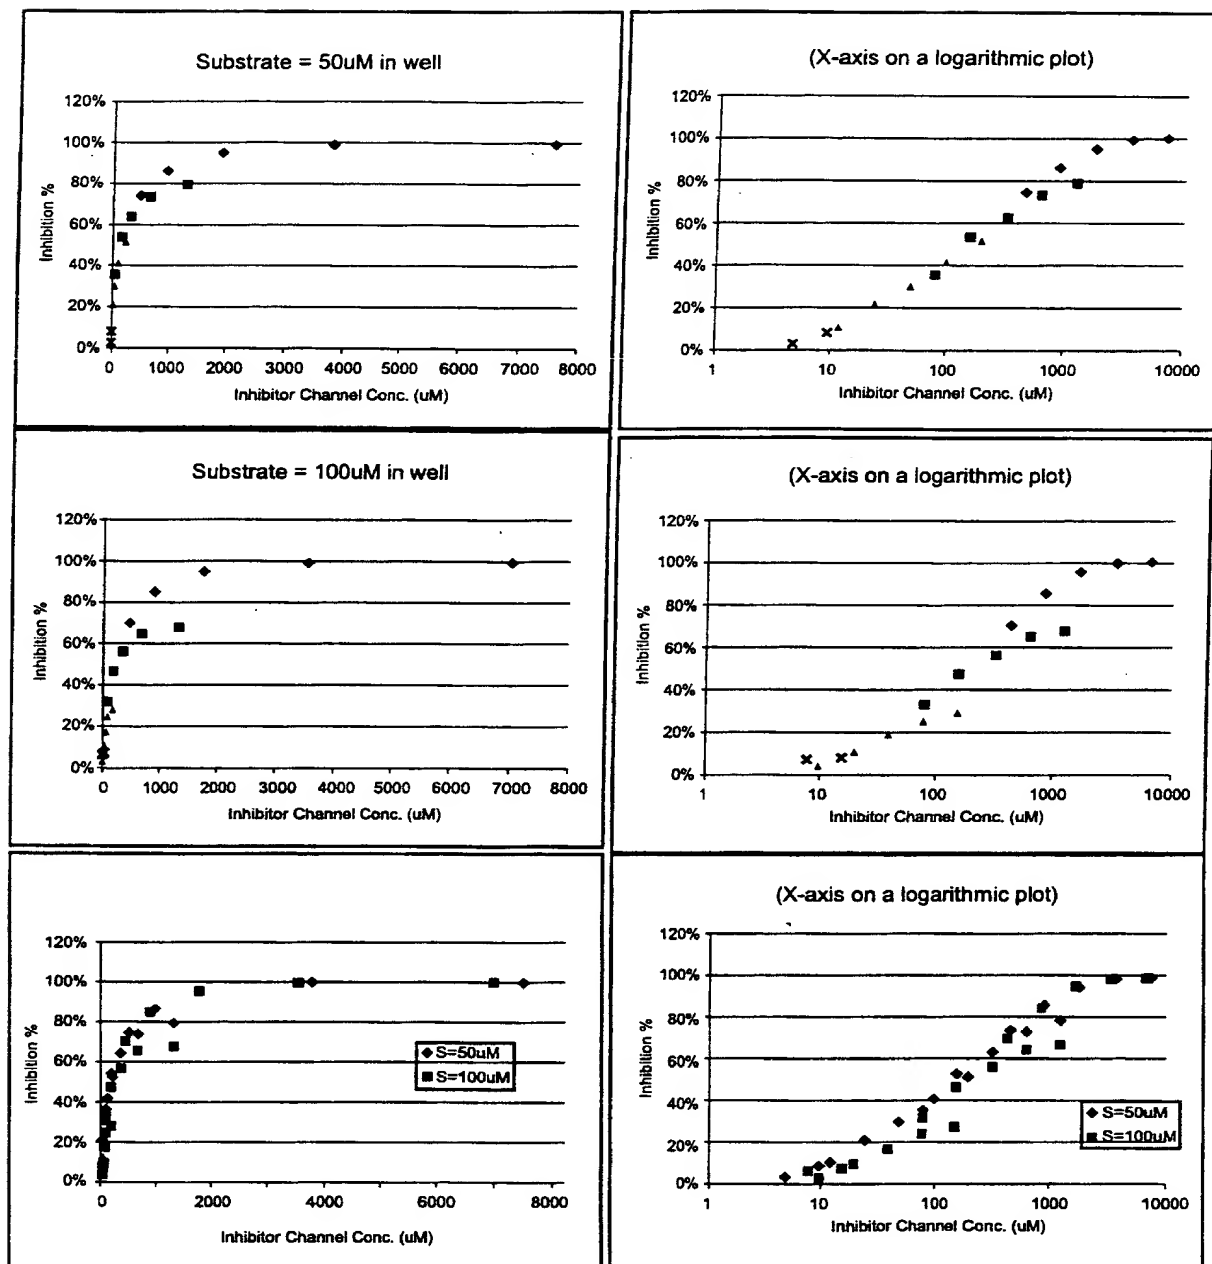 Substrate = 50uM in well
120%
100%
80%
60%
40%
20%
0%
Inhibition %
0 1000 2000 3000 4000 5000 6000 7000 8000
Inhibitor Channel Conc. (uM)
(X-axis on a logarithmic plot)
120%
100%
80%
60%
40%
20%
0%
Inhibition %
1 10 100 1000 10000
Inhibitor Channel Conc. (uM)
Substrate = 100uM in well
120%
100%
80%
60%
40%
20%
0%
Inhibition %
0 1000 2000 3000 4000 5000 6000 7000 8000
Inhibitor Channel Conc. (uM)
(X-axis on a logarithmic plot)
120%
100%
80%
60%
40%
20%
0%
Inhibition %
1 10 100 1000 10000
Inhibitor Channel Conc. (uM)
120%
100%
80%
60%
40%
20%
0%
Inhibition %
S=50uM
S=100uM
0 2000 4000 6000 8000
Inhibitor Channel Conc. (uM)
(X-axis on a logarithmic plot)
120%
100%
80%
60%
40%
20%
0%
Inhibition %
S=50uM
S=100uM
1 10 100 1000 10000
Inhibitor Channel Conc. (uM)